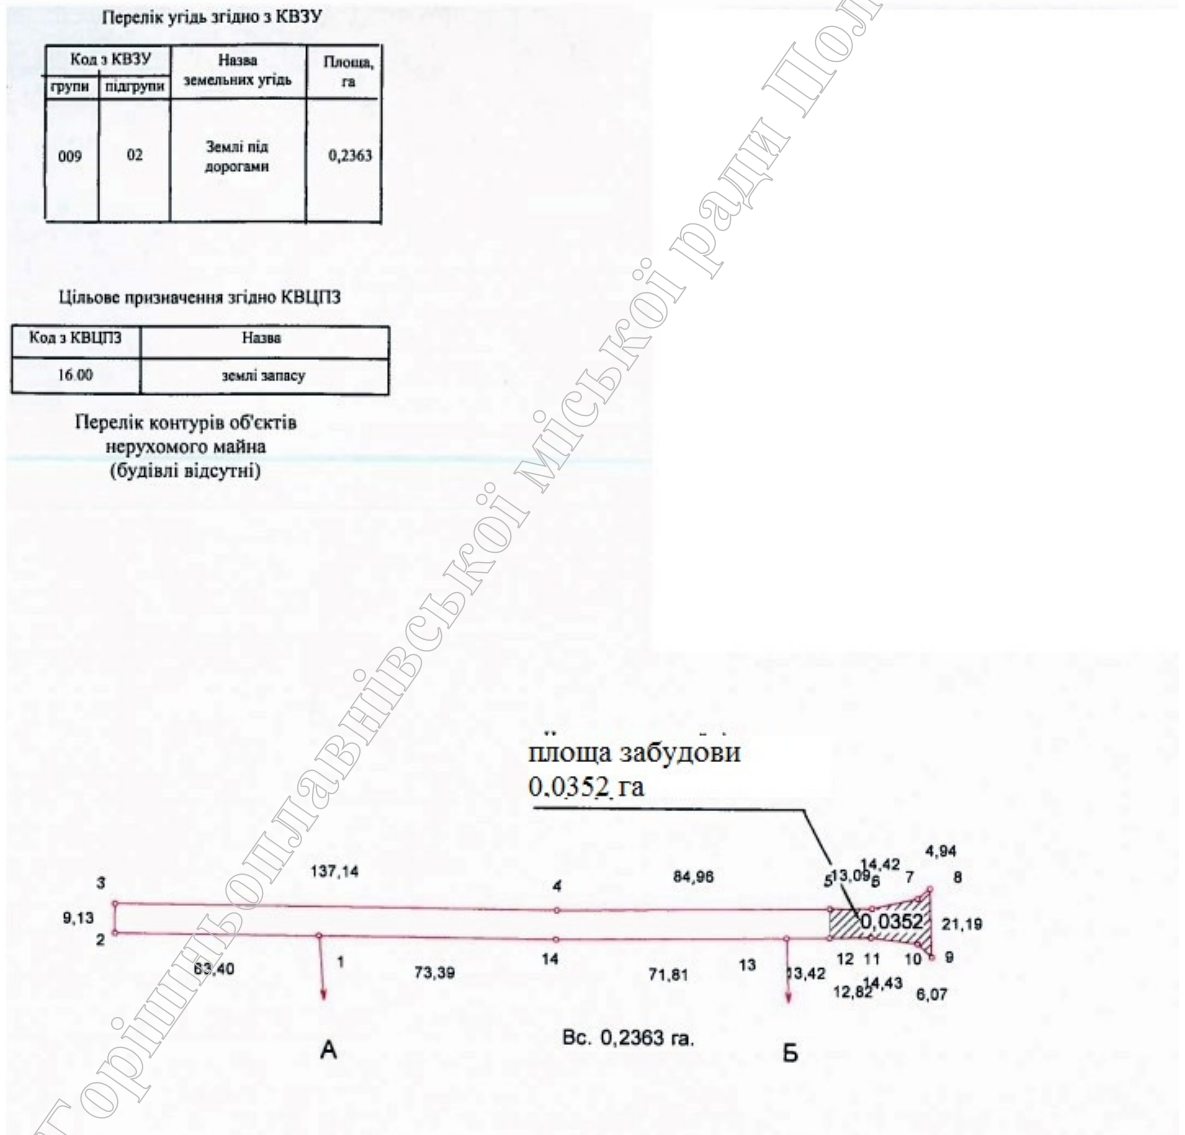 Перелік угідь згідно з КВЗУ
Код з КВЗУ
Назва земельних угідь
Площа, га
групи
підгрупи
009
02
Землі під дорогами
0,2363
Цільове призначення згідно КВЦПЗ
Код з КВЦПЗ
Назва
16.00
землі запасу
Перелік контурів об'єктів
нерухомого майна
(будівлі відсутні)
площа забудови
0,0352 га
137,14
84,96
13,09
14,42
4,94
3
4
5
6
7
8
9,13
0,0352
21,19
2
1
14
13
12
11
10
9
63,40
73,39
71,81
13,42
12,82
14,43
6,07
А
Вс. 0,2363 га.
Б
Горішньоплавнівської міської ради Пол